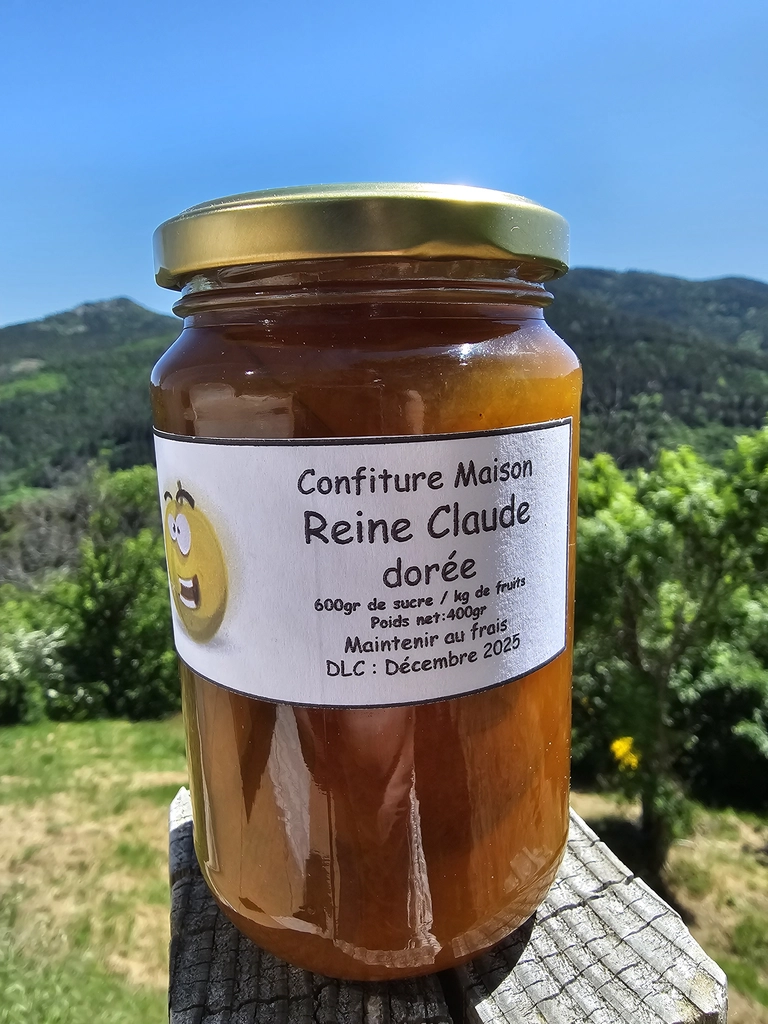 Confiture Maison
Reine Claude
dorée
600gr de sucre / kg de fruits
Poids net:400gr
Maintenir au frais
DLC : Décembre 2025